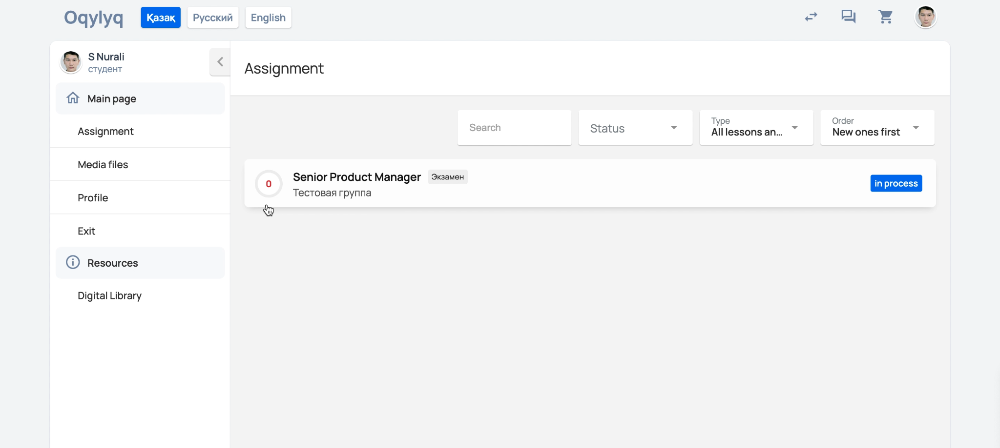 Oqylyq
Қазақ
Русский
English
S Nurali
студент
Main page
Assignment
Media files
Profile
Exit
Resources
Digital Library
Assignment
Search
Status
Type
All lessons an...
Order
New ones first
0
Senior Product Manager
Экзамен
Тестовая группа
in process